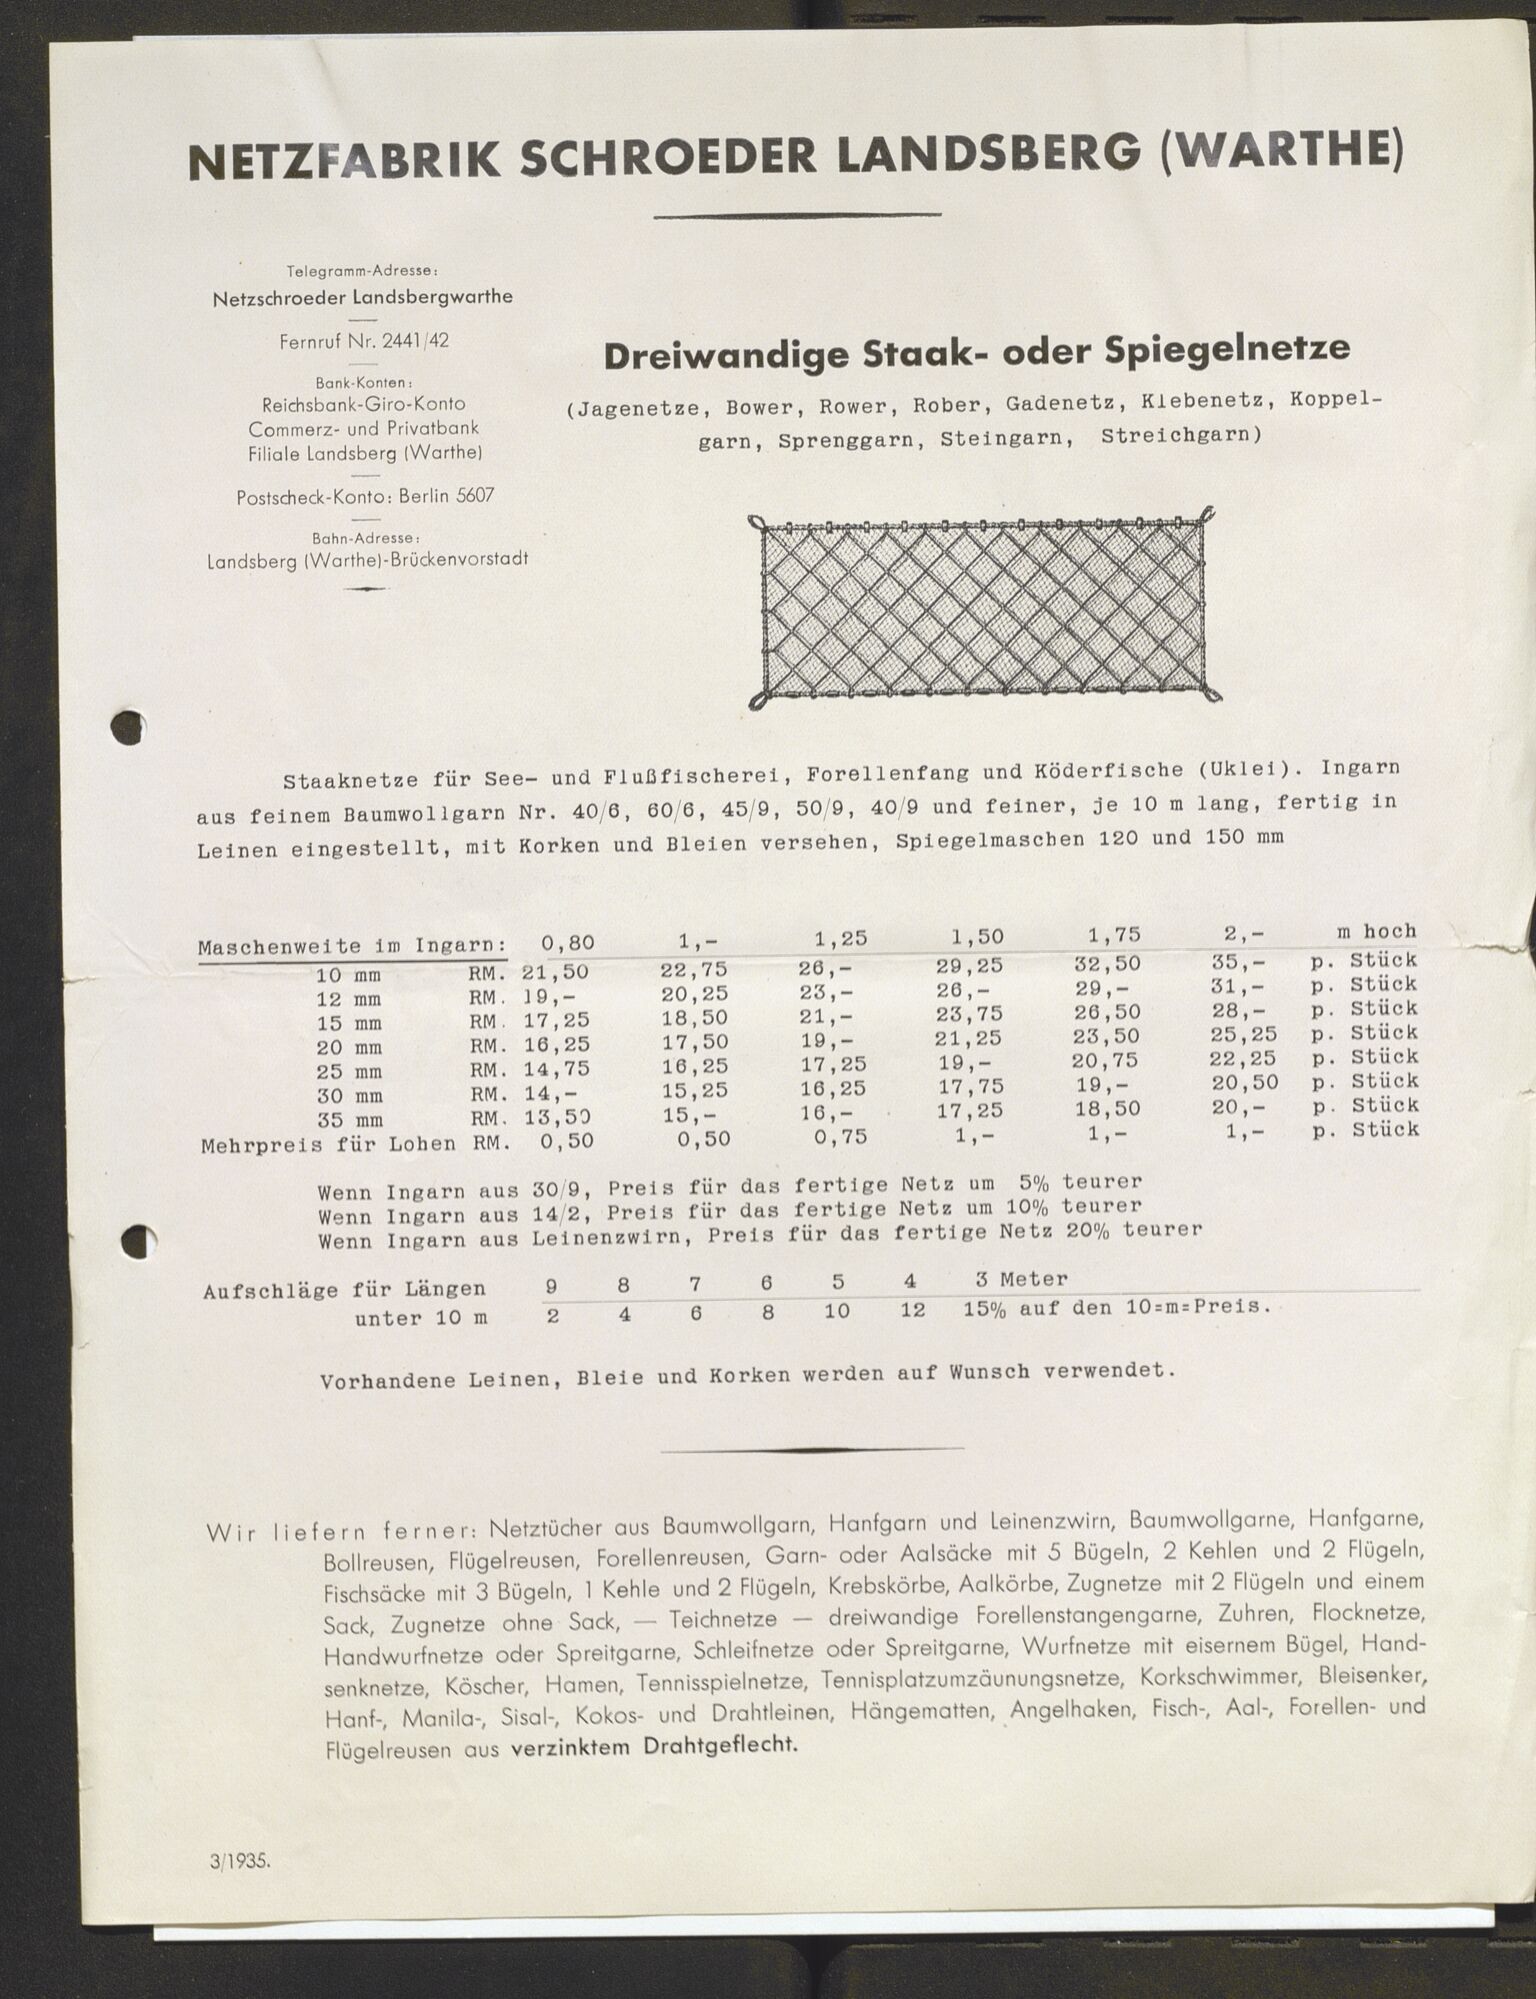 NETZFABRIK SCHROEDER LANDSBERG (WARTHE)
Telegramm-Adresse:
Netzschroeder Landsbergwarthe
Fernruf Nr. 2441/42
Bank-Konten:
Reichsbank-Giro-Konto
Commerz- und Privatbank
Filiale Landsberg (Warthe)
Postscheck-Konto: Berlin 5607
Bahn-Adresse:
Landsberg (Warthe)-Brückenvorstadt
Dreiwandige Staak- oder Spiegelnetze
(Jagenetze, Bower, Rower, Rober, Gadenetz, Klebenetz, Koppel-
garn, Sprenggarn, Steingarn, Streichgarn)
Staaknetze für See- und Flußfischerei, Forellenfang und Köderfische (Uklei). Ingarn
aus feinem Baumwollgarn Nr. 40/6, 60/6, 45/9, 50/9, 40/9 und feiner, je 10 m lang, fertig in
Leinen eingestellt, mit Korken und Bleien versehen, Spiegelmaschen 120 und 150 mm
Maschenweite im Ingarn: 0,80 1,- 1,25 1,50 1,75 2,- m hoch
10 mm RM. 21,50 22,75 26,- 29,25 32,50 35,- p. Stück
12 mm RM. 19,- 20,25 23,- 26,- 29,- 31,- p. Stück
15 mm RM. 17,25 18,50 21,- 23,75 26,50 28,- p. Stück
20 mm RM. 16,25 17,50 19,- 21,25 23,50 25,25 p. Stück
25 mm RM. 14,75 16,25 17,25 19,- 20,75 22,25 p. Stück
30 mm RM. 14,- 15,25 16,25 17,75 19,- 20,50 p. Stück
35 mm RM. 13,50 15,- 16,- 17,25 18,50 20,- p. Stück
Mehrpreis für Lohen RM. 0,50 0,50 0,75 1,- 1,- 1,- p. Stück
Wenn Ingarn aus 30/9, Preis für das fertige Netz um 5% teurer
Wenn Ingarn aus 14/2, Preis für das fertige Netz um 10% teurer
Wenn Ingarn aus Leinenzwirn, Preis für das fertige Netz 20% teurer
Aufschläge für Längen 9 8 7 6 5 4 3 Meter
unter 10 m 2 4 6 8 10 12 15% auf den 10=m=Preis.
Vorhandene Leinen, Bleie und Korken werden auf Wunsch verwendet.
Wir liefern ferner: Netztücher aus Baumwollgarn, Hanfgarn und Leinenzwirn, Baumwollgarne, Hanfgarne,
Bollreusen, Flügelreusen, Forellenreusen, Garn- oder Aalsäcke mit 5 Bügeln, 2 Kehlen und 2 Flügeln,
Fischsäcke mit 3 Bügeln, 1 Kehle und 2 Flügeln, Krebskörbe, Aalkörbe, Zugnetze mit 2 Flügeln und einem
Sack, Zugnetze ohne Sack, — Teichnetze — dreiwandige Forellenstangengarne, Zuhren, Flocknetze,
Handwurfnetze oder Spreitgarne, Schleifnetze oder Spreitgarne, Wurfnetze mit eisernem Bügel, Hand-
senknetze, Köscher, Hamen, Tennisspielnetze, Tennisplatzumzäunungsnetze, Korkschwimmer, Bleisenker,
Hanf-, Manila-, Sisal-, Kokos- und Drahtleinen, Hängematten, Angelhaken, Fisch-, Aal-, Forellen- und
Flügelreusen aus verzinktem Drahtgeflecht.
3/1935.